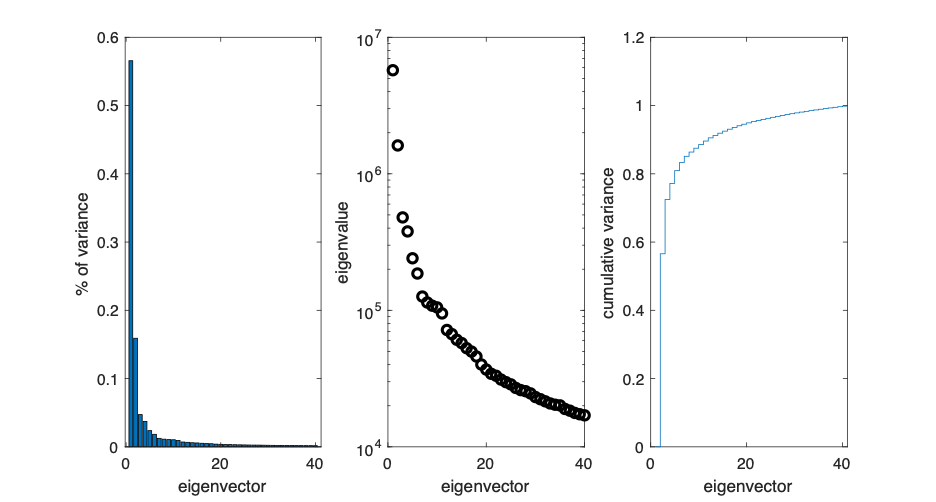 0.6
0.5
0.4
0.3
0.2
0.1
0
0 20 40
% of variance
eigenvector
10^7
10^6
10^5
10^4
0 20 40
eigenvalue
eigenvector
1.2
1
0.8
0.6
0.4
0.2
0
0 20 40
cumulative variance
eigenvector